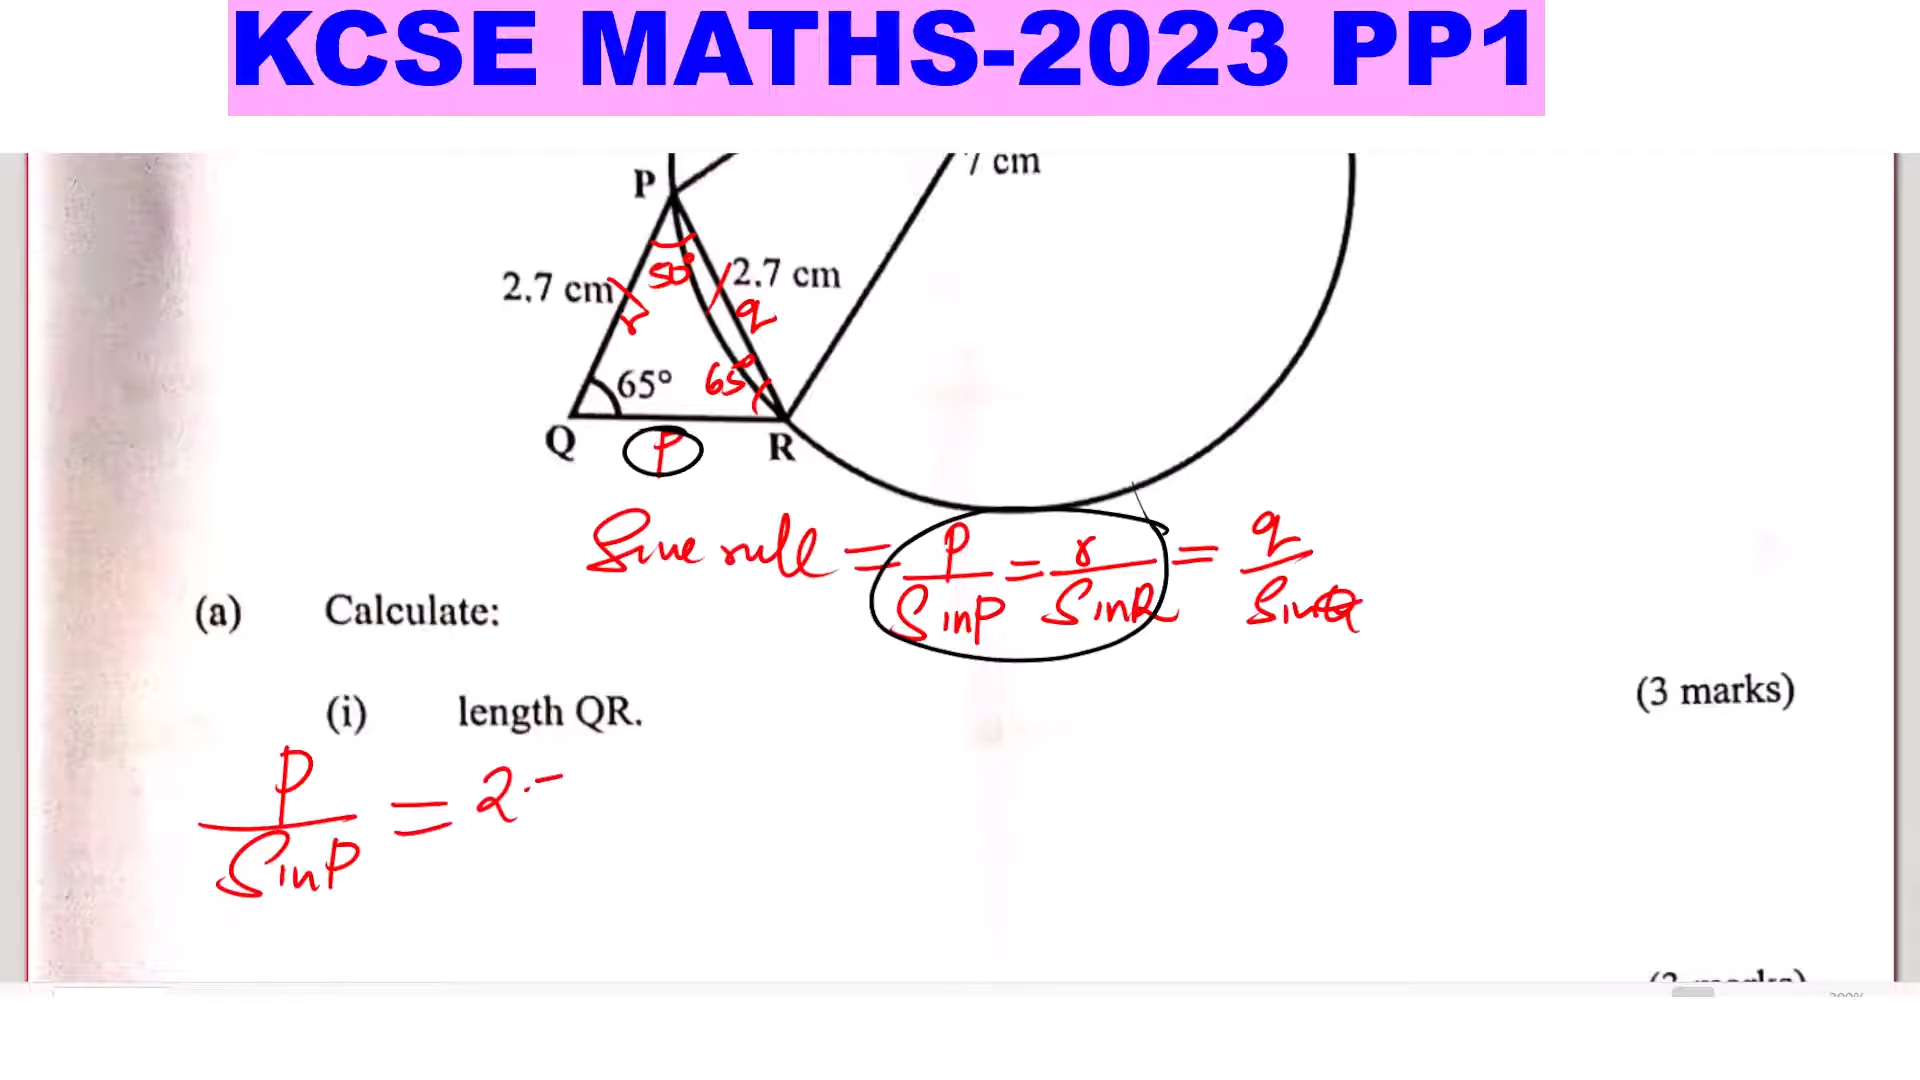 KCSE MATHS-2023 PP1
7 cm
P
50°
2.7 cm
2.7 cm
r
q
65°
65°
Q
P
R
Sine rule = P/SinP = r/SinR = q/SinQ
(a) Calculate:
(i) length QR.
(3 marks)
P/SinP = 2.